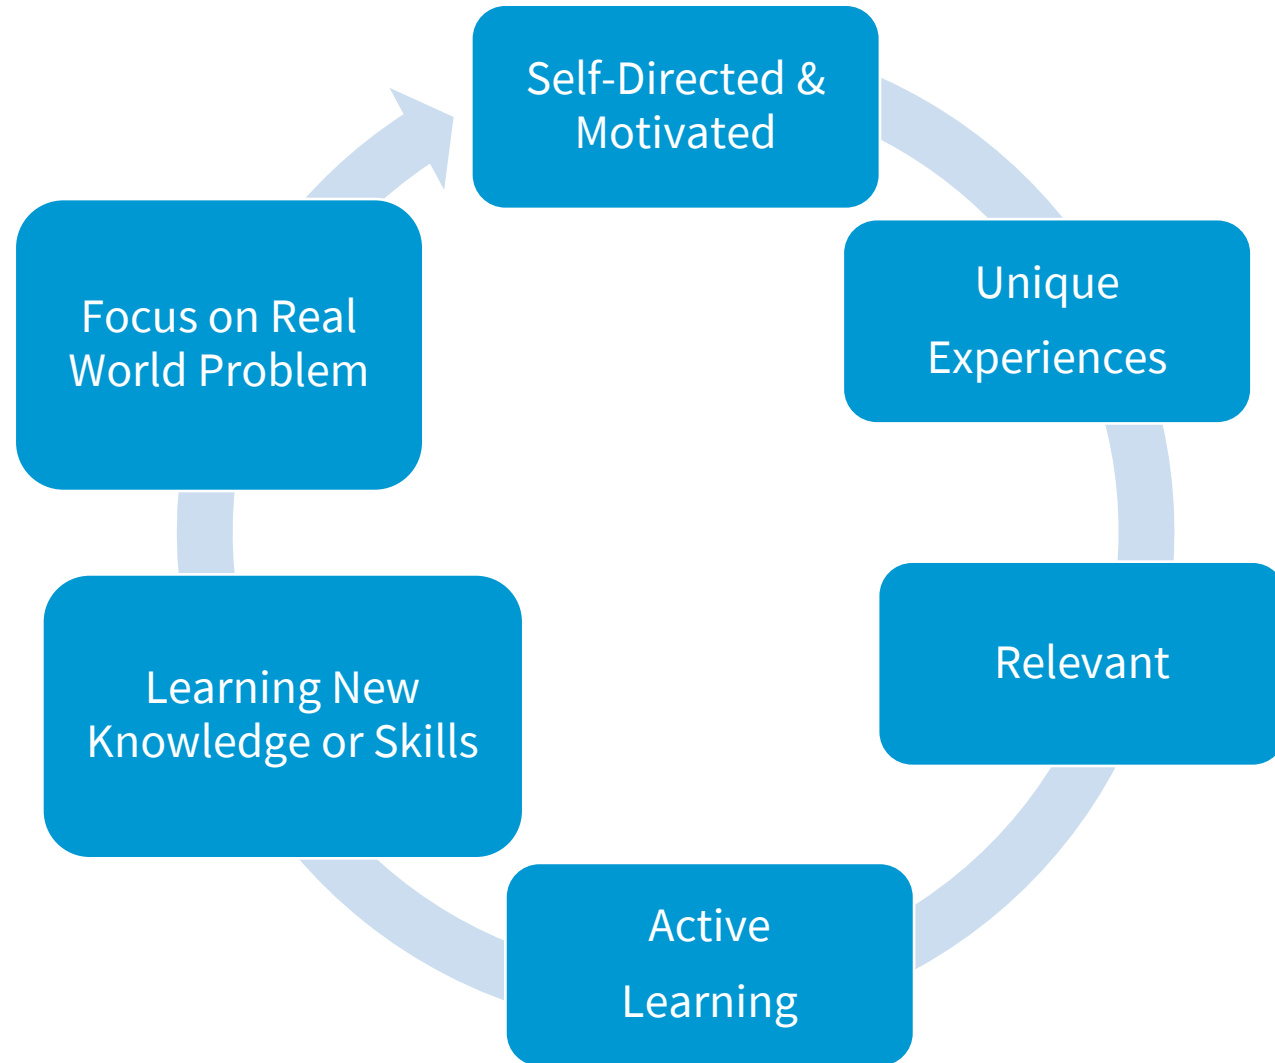 Self-Directed &
Motivated
Unique
Experiences
Relevant
Active
Learning
Learning New
Knowledge or Skills
Focus on Real
World Problem